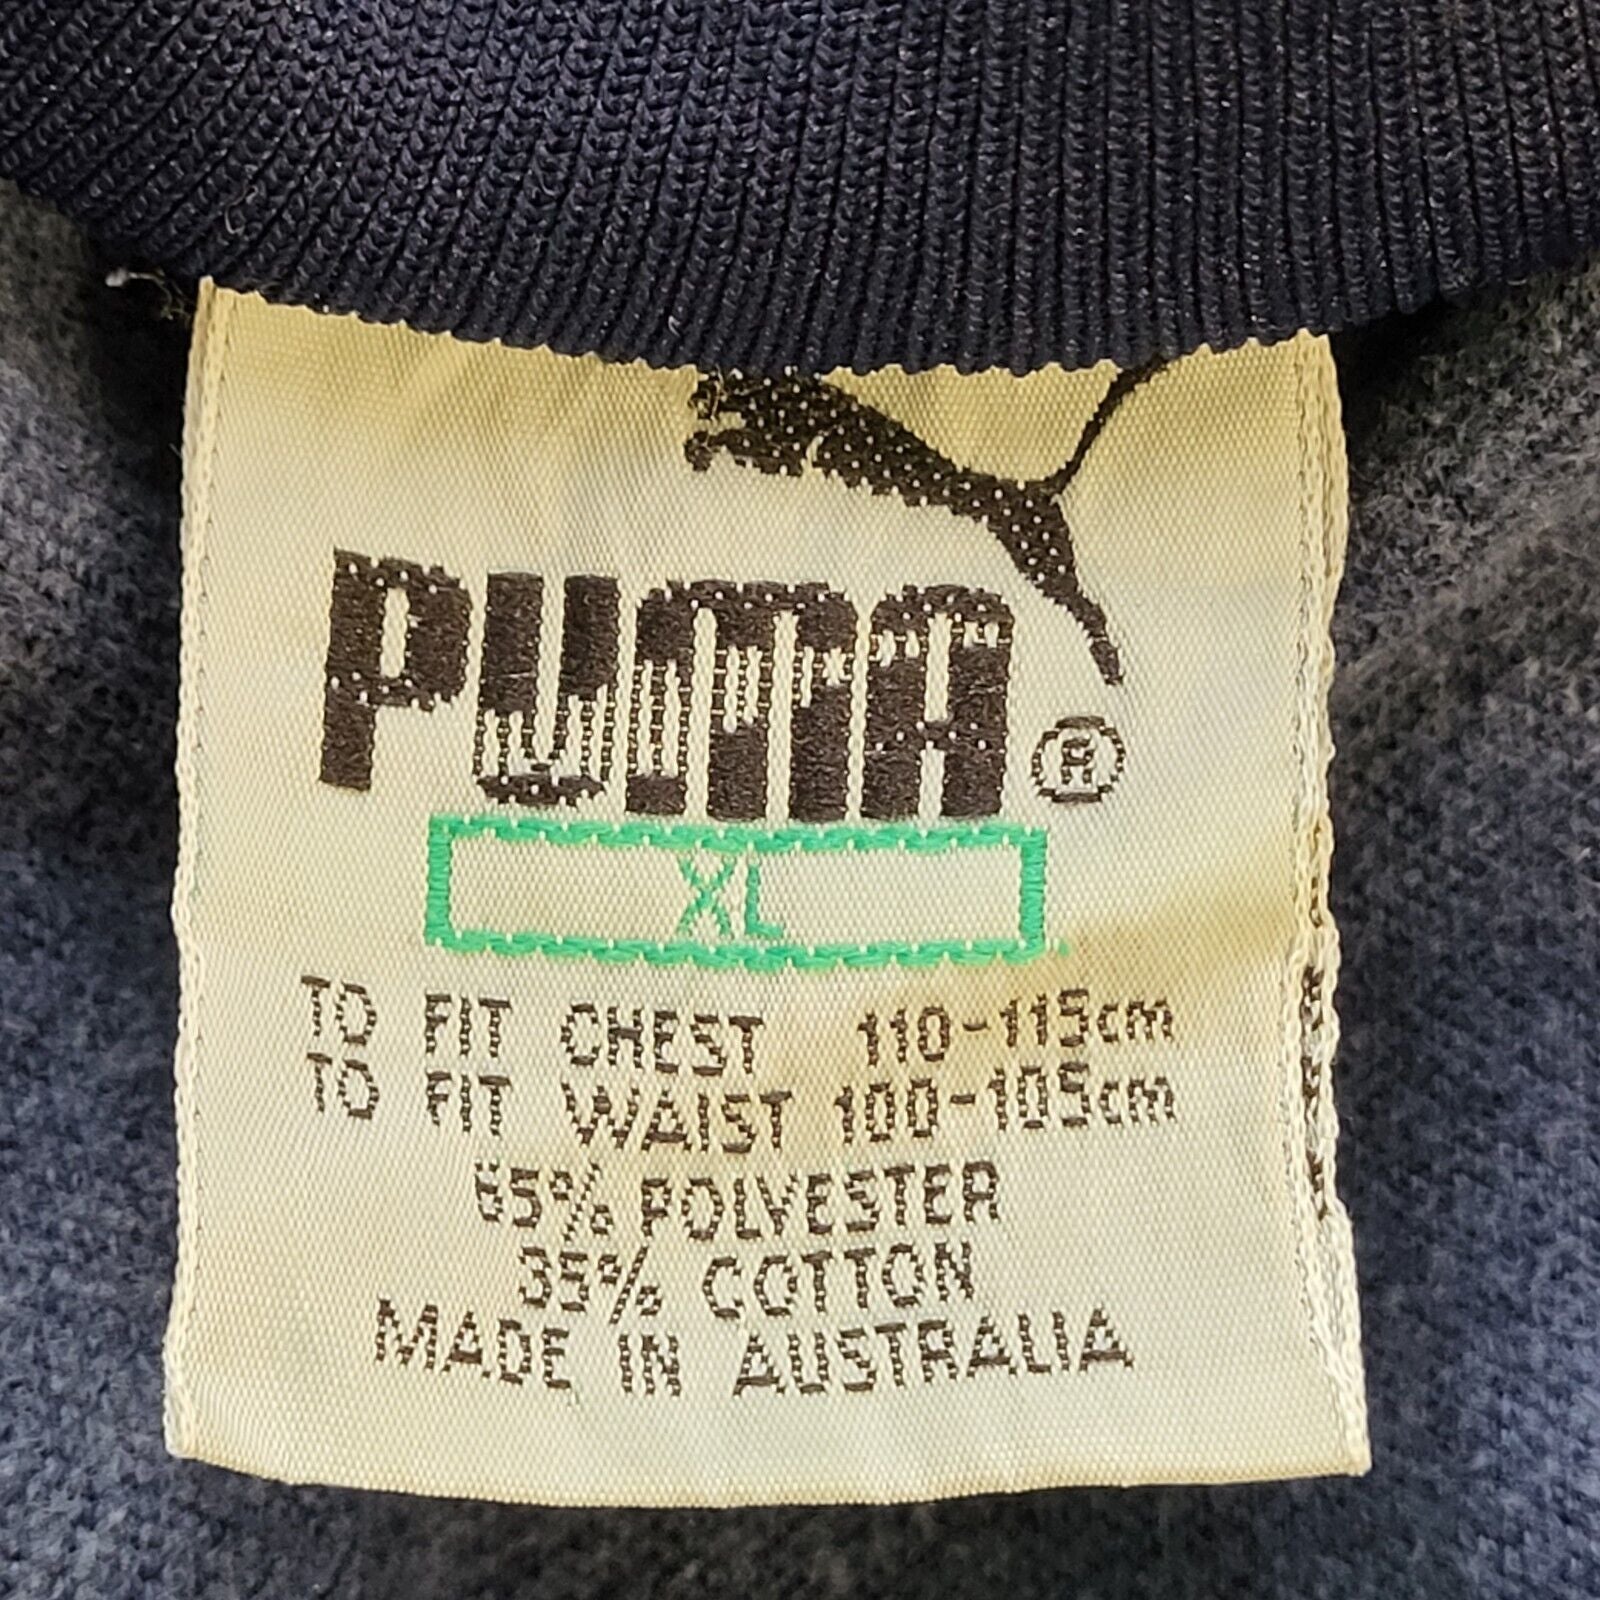 PUMA®
XL
TO FIT CHEST 110-115cm
TO FIT WAIST 100-105cm
65% POLYESTER
35% COTTON
MADE IN AUSTRALIA